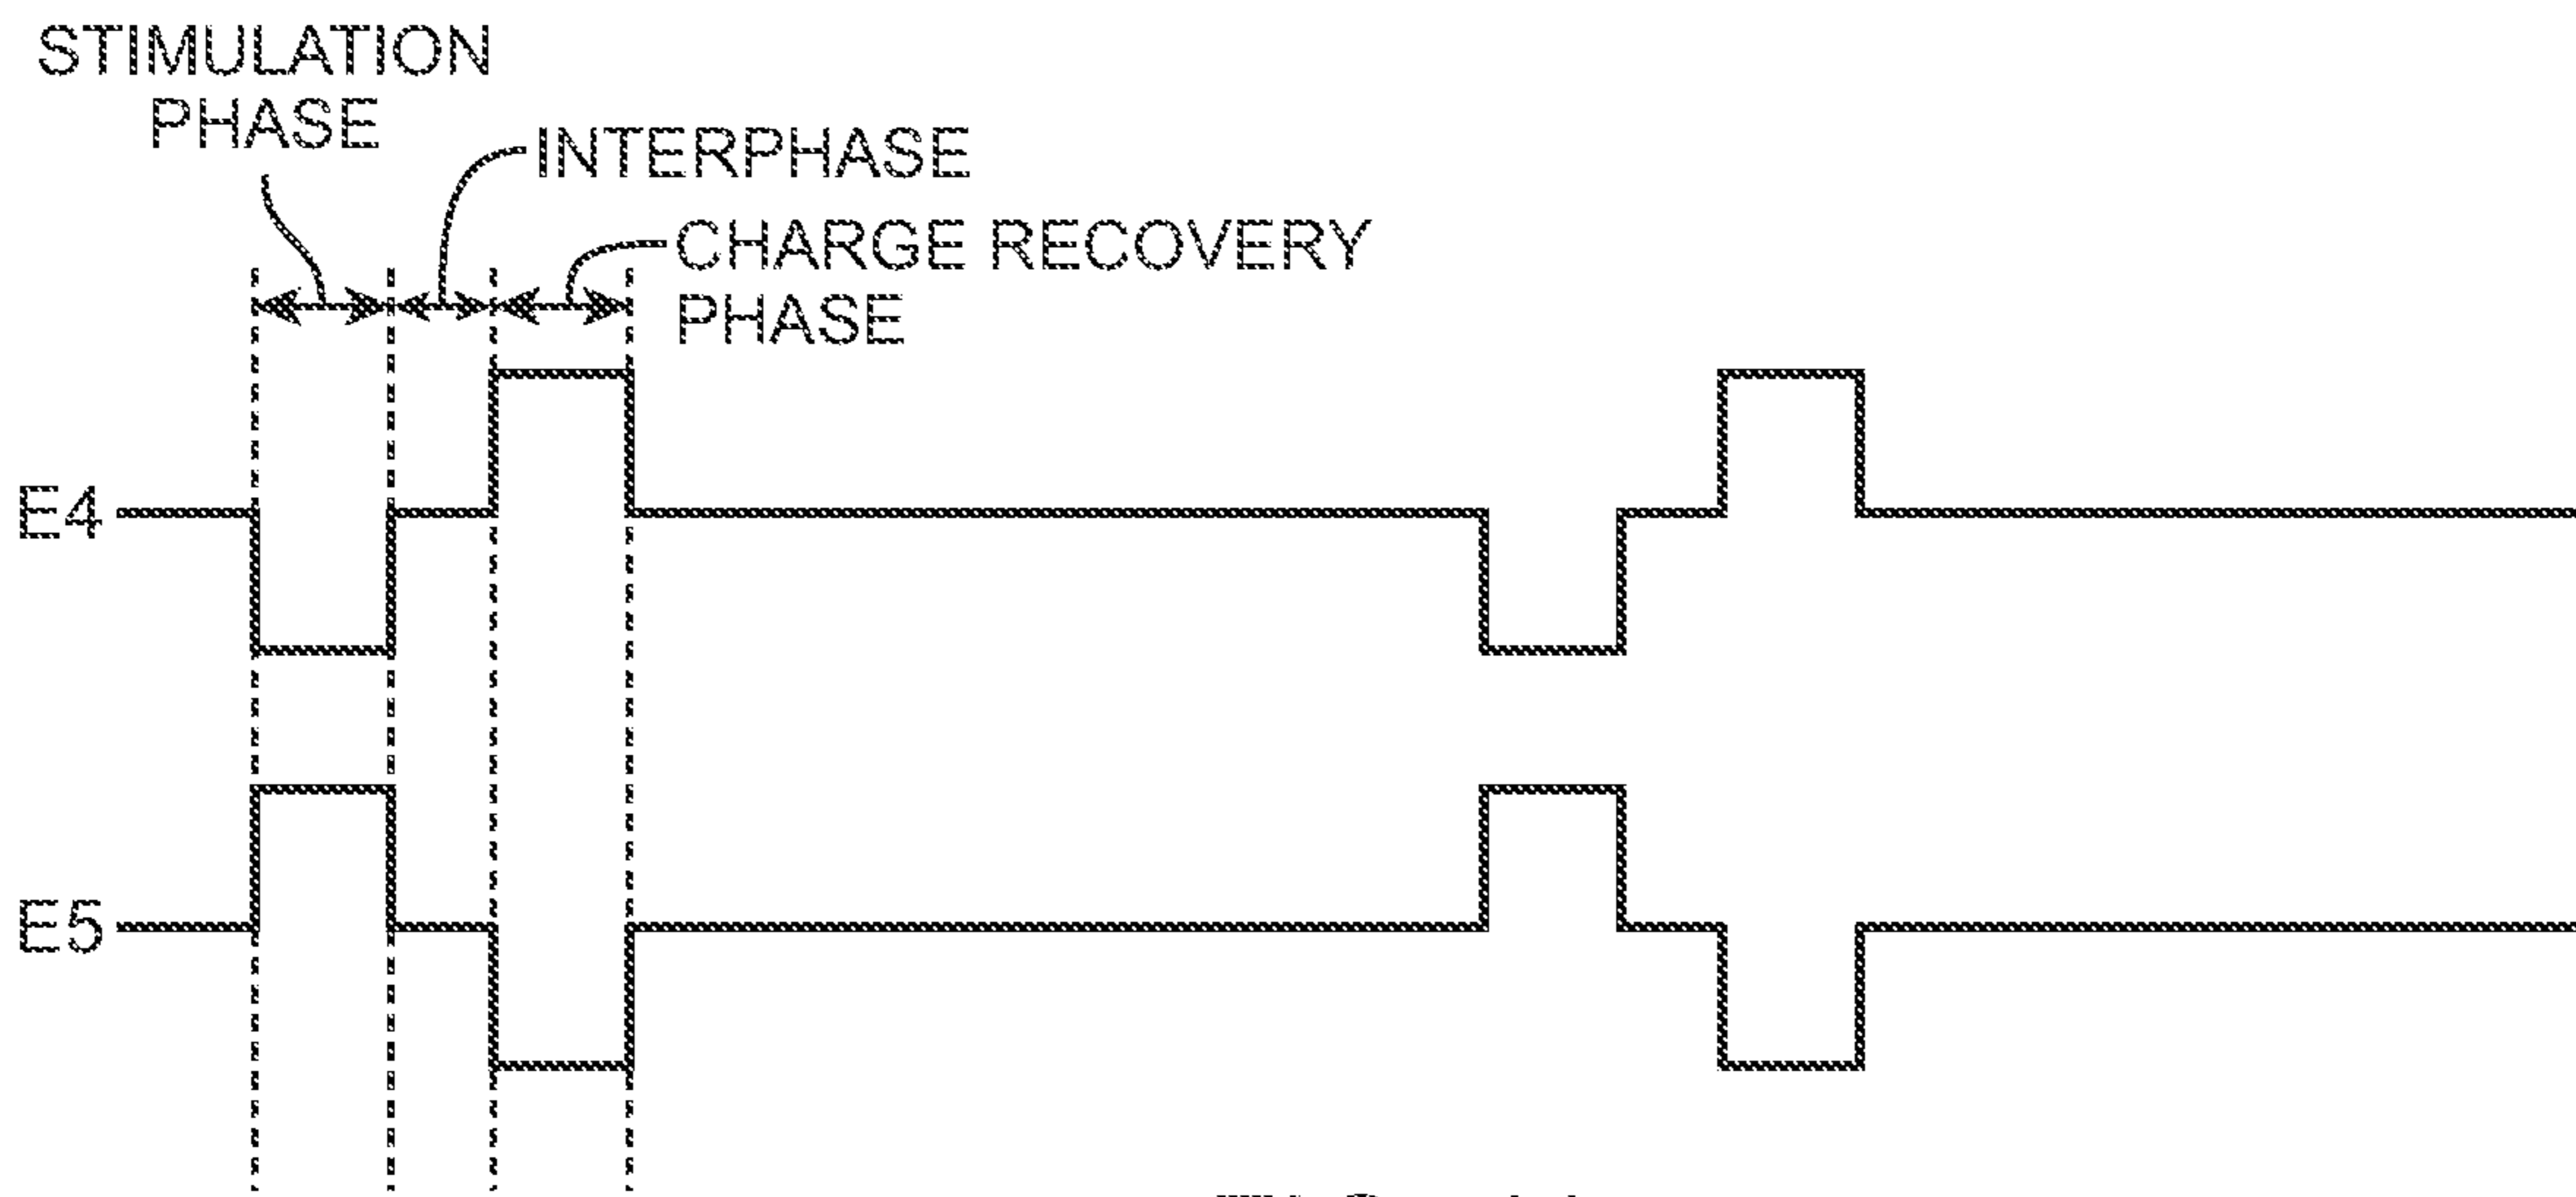 STIMULATION
PHASE
INTERPHASE
CHARGE RECOVERY
PHASE
E4
E5